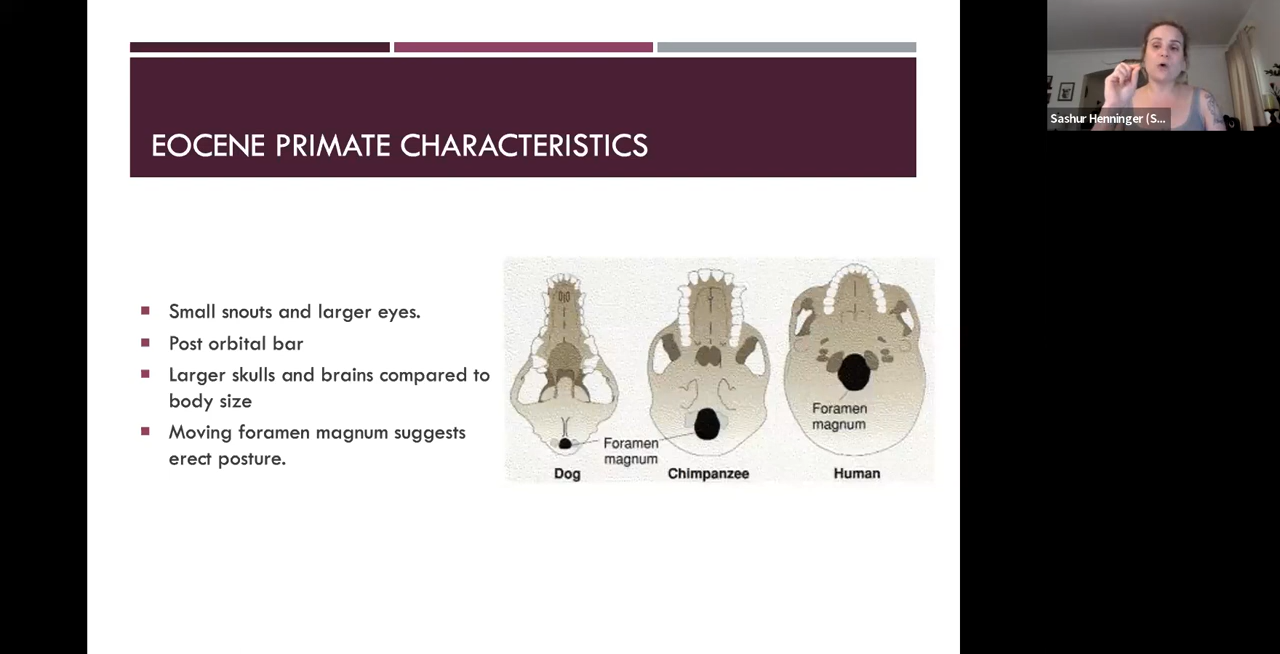 EOCENE PRIMATE CHARACTERISTICS
Small snouts and larger eyes.
Post orbital bar
Larger skulls and brains compared to
body size
Moving foramen magnum suggests
erect posture.
Foramen
magnum
Foramen
magnum
Dog
Chimpanzee
Human
Sashur Henninger (S...